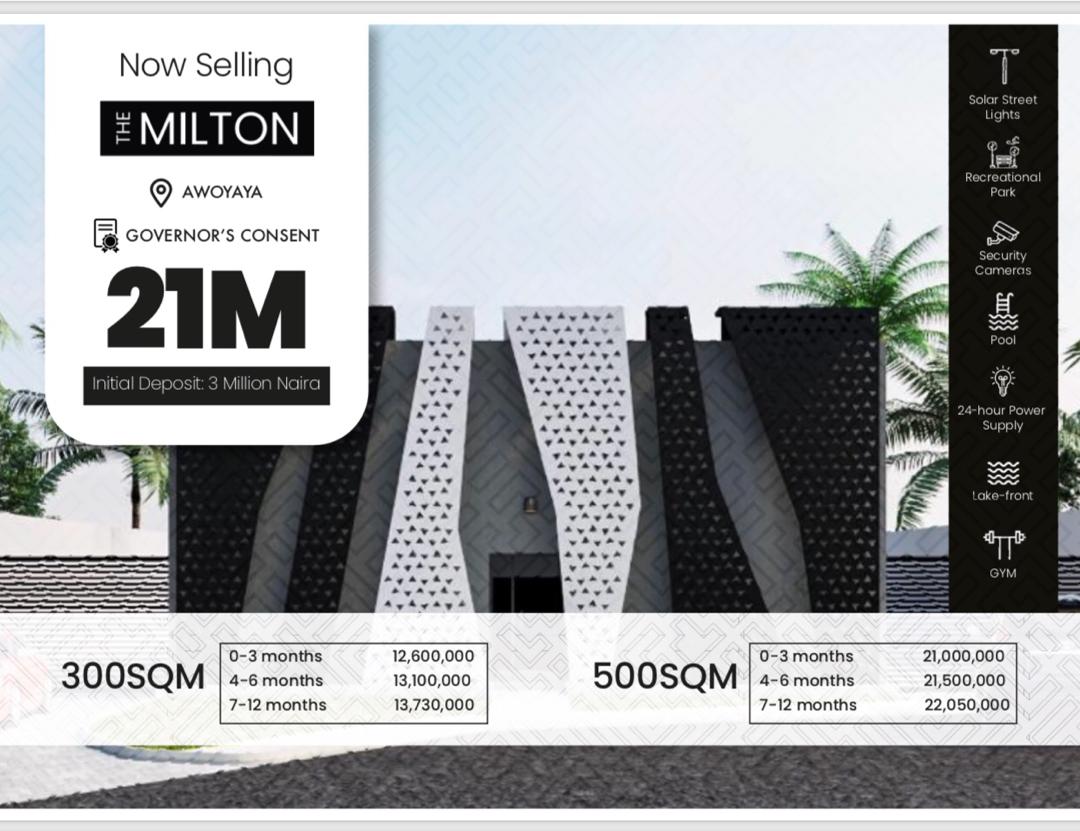 Now Selling
THE MILTON
AWOYAYA
GOVERNOR'S CONSENT
21M
Initial Deposit: 3 Million Naira
Solar Street
Lights
Recreational
Park
Security
Cameras
Pool
24-hour Power
Supply
Lake-front
GYM
300SQM
0-3 months 12,600,000
4-6 months 13,100,000
7-12 months 13,730,000
500SQM
0-3 months 21,000,000
4-6 months 21,500,000
7-12 months 22,050,000